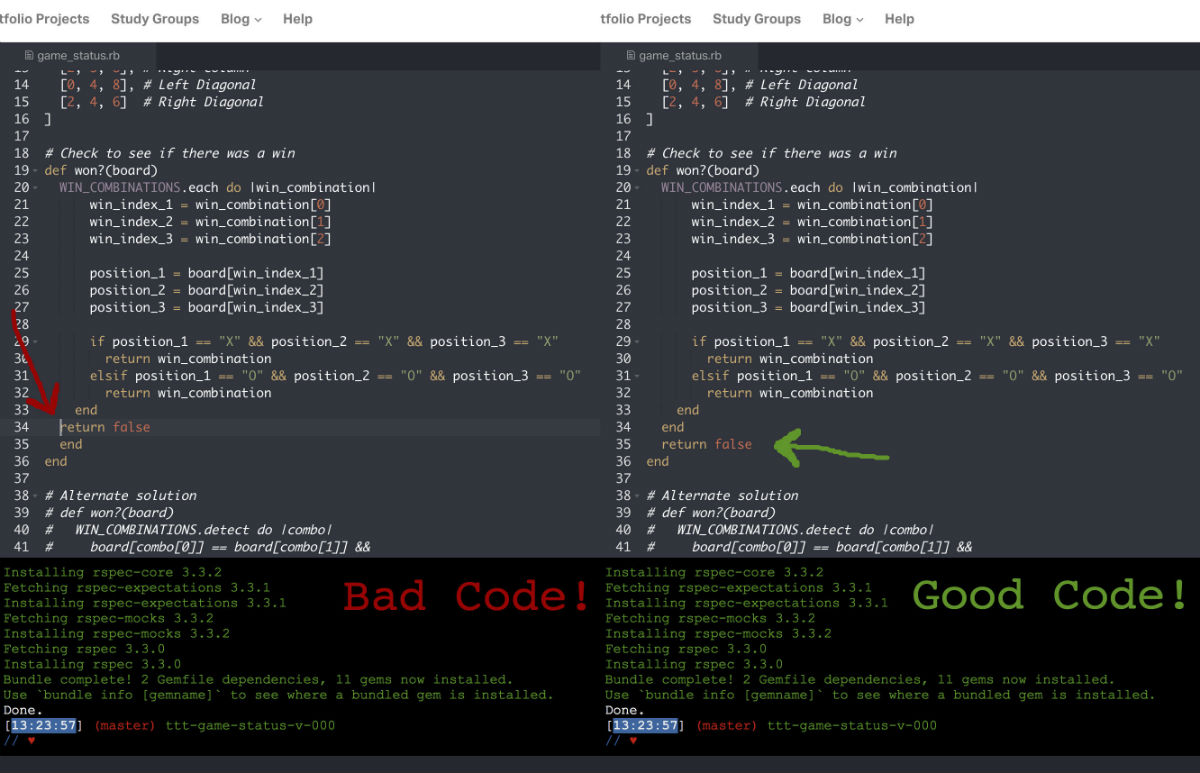 tfolio Projects Study Groups Blog Help
game_status.rb
14 [0, 4, 8], # Left Diagonal
15 [2, 4, 6] # Right Diagonal
16 ]
17
18 # Check to see if there was a win
19 def won?(board)
20 WIN_COMBINATIONS.each do |win_combination|
21 win_index_1 = win_combination[0]
22 win_index_2 = win_combination[1]
23 win_index_3 = win_combination[2]
24
25 position_1 = board[win_index_1]
26 position_2 = board[win_index_2]
27 position_3 = board[win_index_3]
28
29 if position_1 == "X" && position_2 == "X" && position_3 == "X"
30 return win_combination
31 elsif position_1 == "O" && position_2 == "O" && position_3 == "O"
32 return win_combination
33 end
34 return false
35 end
36 end
37
38 # Alternate solution
39 # def won?(board)
40 # WIN_COMBINATIONS.detect do |combo|
41 # board[combo[0]] == board[combo[1]] &&
Installing rspec-core 3.3.2
Fetching rspec-expectations 3.3.1
Installing rspec-expectations 3.3.1
Fetching rspec-mocks 3.3.2
Installing rspec-mocks 3.3.2
Fetching rspec 3.3.0
Installing rspec 3.3.0
Bundle complete! 2 Gemfile dependencies, 11 gems now installed.
Use `bundle info [gemname]` to see where a bundled gem is installed.
Done.
[13:23:57] (master) ttt-game-status-v-000
// ♥
Bad Code!
tfolio Projects Study Groups Blog Help
game_status.rb
14 [0, 4, 8], # Left Diagonal
15 [2, 4, 6] # Right Diagonal
16 ]
17
18 # Check to see if there was a win
19 def won?(board)
20 WIN_COMBINATIONS.each do |win_combination|
21 win_index_1 = win_combination[0]
22 win_index_2 = win_combination[1]
23 win_index_3 = win_combination[2]
24
25 position_1 = board[win_index_1]
26 position_2 = board[win_index_2]
27 position_3 = board[win_index_3]
28
29 if position_1 == "X" && position_2 == "X" && position_3 == "X"
30 return win_combination
31 elsif position_1 == "O" && position_2 == "O" && position_3 == "O"
32 return win_combination
33 end
34 end
35 return false
36 end
37
38 # Alternate solution
39 # def won?(board)
40 # WIN_COMBINATIONS.detect do |combo|
41 # board[combo[0]] == board[combo[1]] &&
Installing rspec-core 3.3.2
Fetching rspec-expectations 3.3.1
Installing rspec-expectations 3.3.1
Fetching rspec-mocks 3.3.2
Installing rspec-mocks 3.3.2
Fetching rspec 3.3.0
Installing rspec 3.3.0
Bundle complete! 2 Gemfile dependencies, 11 gems now installed.
Use `bundle info [gemname]` to see where a bundled gem is installed.
Done.
[13:23:57] (master) ttt-game-status-v-000
// ♥
Good Code!